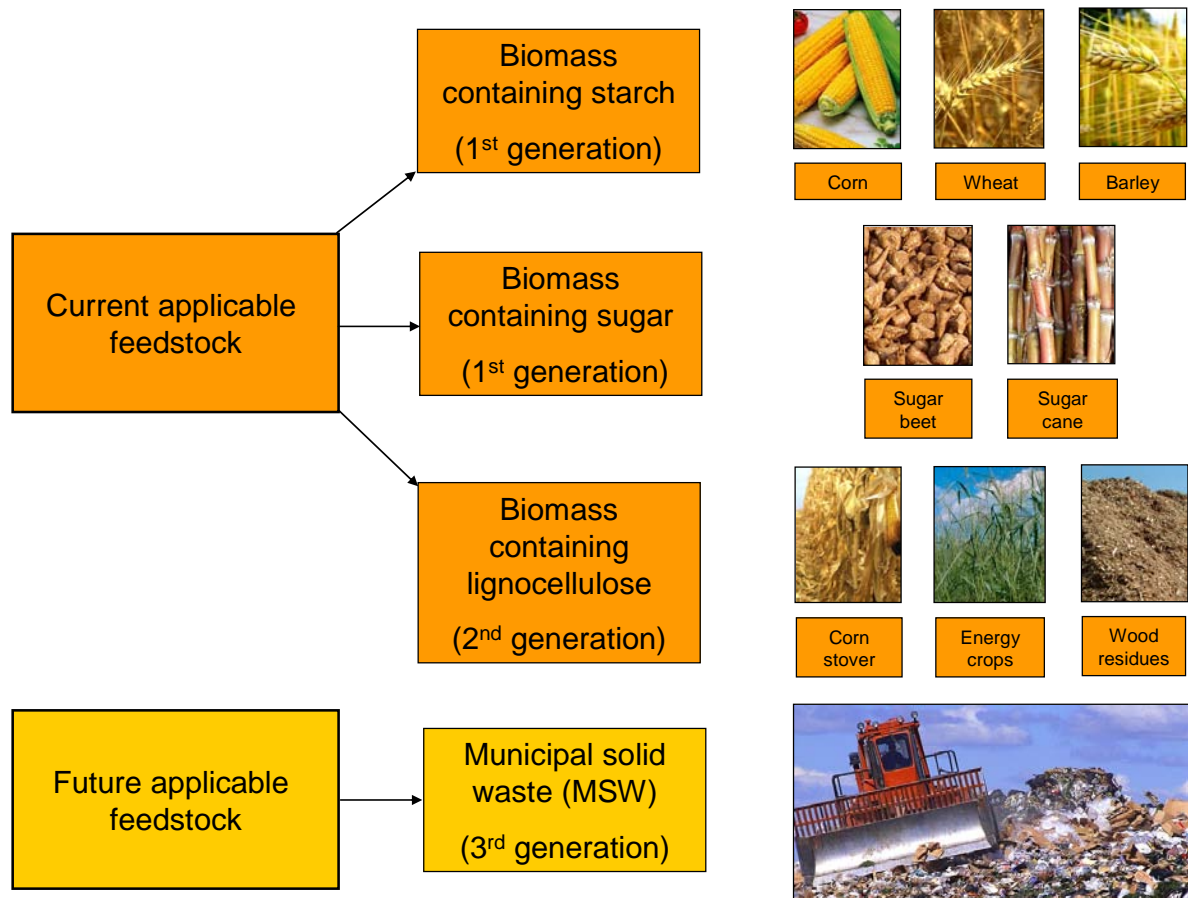 Biomass
containing starch
(1st generation)
Corn
Wheat
Barley
Current applicable
feedstock
Biomass
containing sugar
(1st generation)
Sugar
beet
Sugar
cane
Biomass
containing
lignocellulose
(2nd generation)
Corn
stover
Energy
crops
Wood
residues
Future applicable
feedstock
Municipal solid
waste (MSW)
(3rd generation)